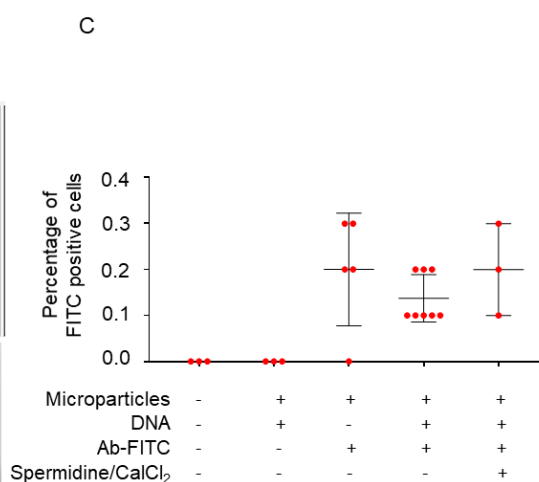 C
Percentage of
FITC positive cells
0.4
0.3
0.2
0.1
0.0
Microparticles - + + + +
DNA - + - + +
Ab-FITC - - + + +
Spermidine/CalCl₂ - - - - +